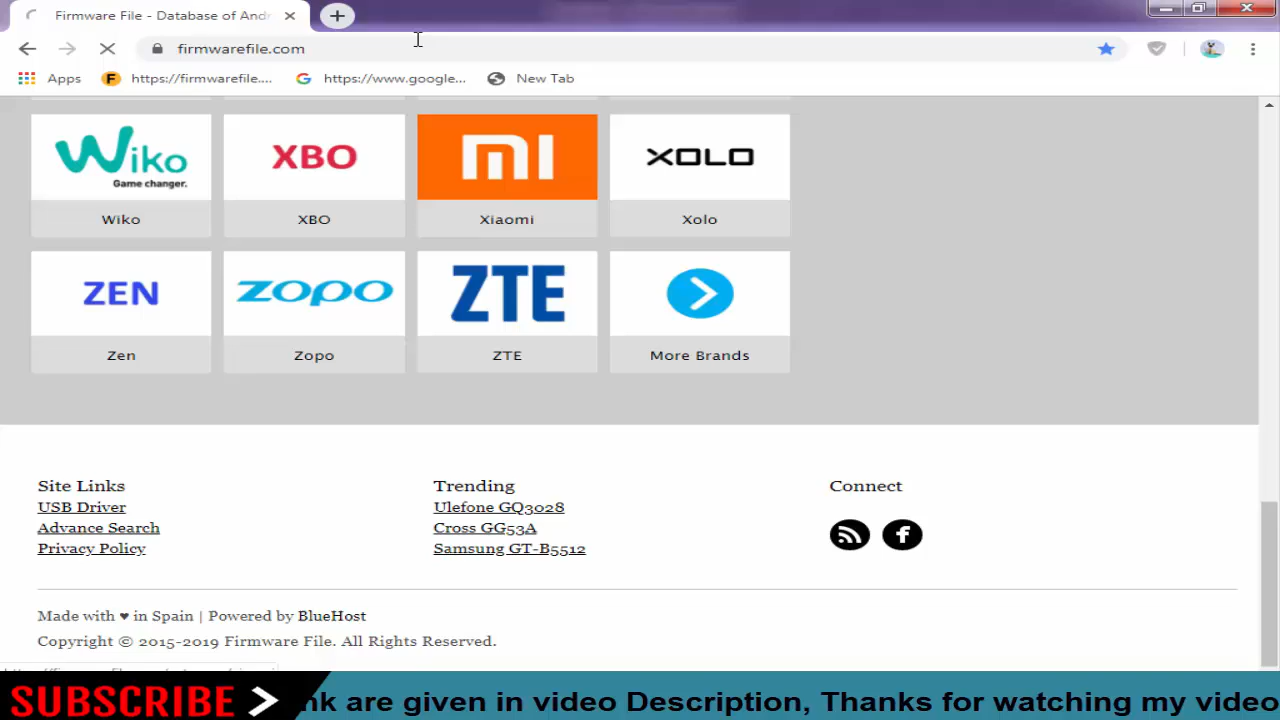 Firmware File - Database of Andr
firmwarefile.com
Apps
https://firmwarefile....
https://www.google...
New Tab
Wiko
Game changer.
XBO
MI
XOLO
Wiko
XBO
Xiaomi
Xolo
ZEN
ZOPO
ZTE
Zen
Zopo
ZTE
More Brands
Site Links
Trending
Connect
USB Driver
Ulefone GQ3028
Advance Search
Cross GG53A
Privacy Policy
Samsung GT-B5512
Made with ♥ in Spain | Powered by BlueHost
Copyright © 2015-2019 Firmware File. All Rights Reserved.
SUBSCRIBE
nk are given in video Description, Thanks for watching my video